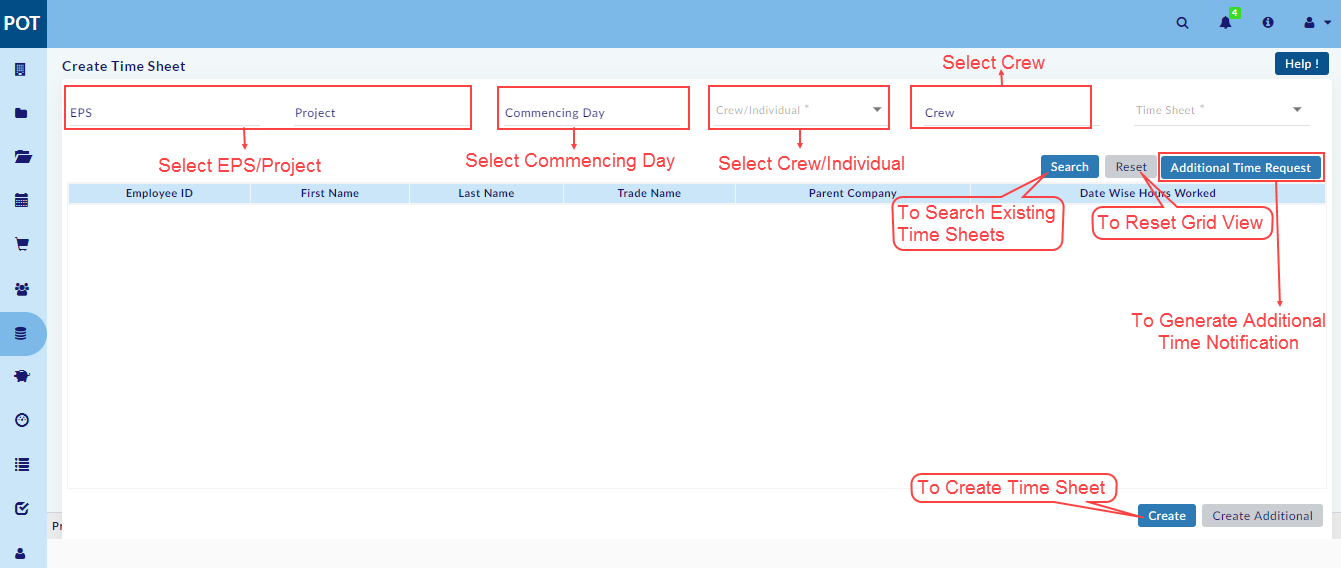 POT
4
Create Time Sheet
Select Crew
Help !
EPS
Project
Commencing Day
Crew/Individual *
Crew
Time Sheet *
Select EPS/Project
Select Commencing Day
Select Crew/Individual
Search
Reset
Additional Time Request
Employee ID
First Name
Last Name
Trade Name
Parent Company
Date Wise Hours Worked
To Search Existing
Time Sheets
To Reset Grid View
To Generate Additional
Time Notification
To Create Time Sheet
Create
Create Additional